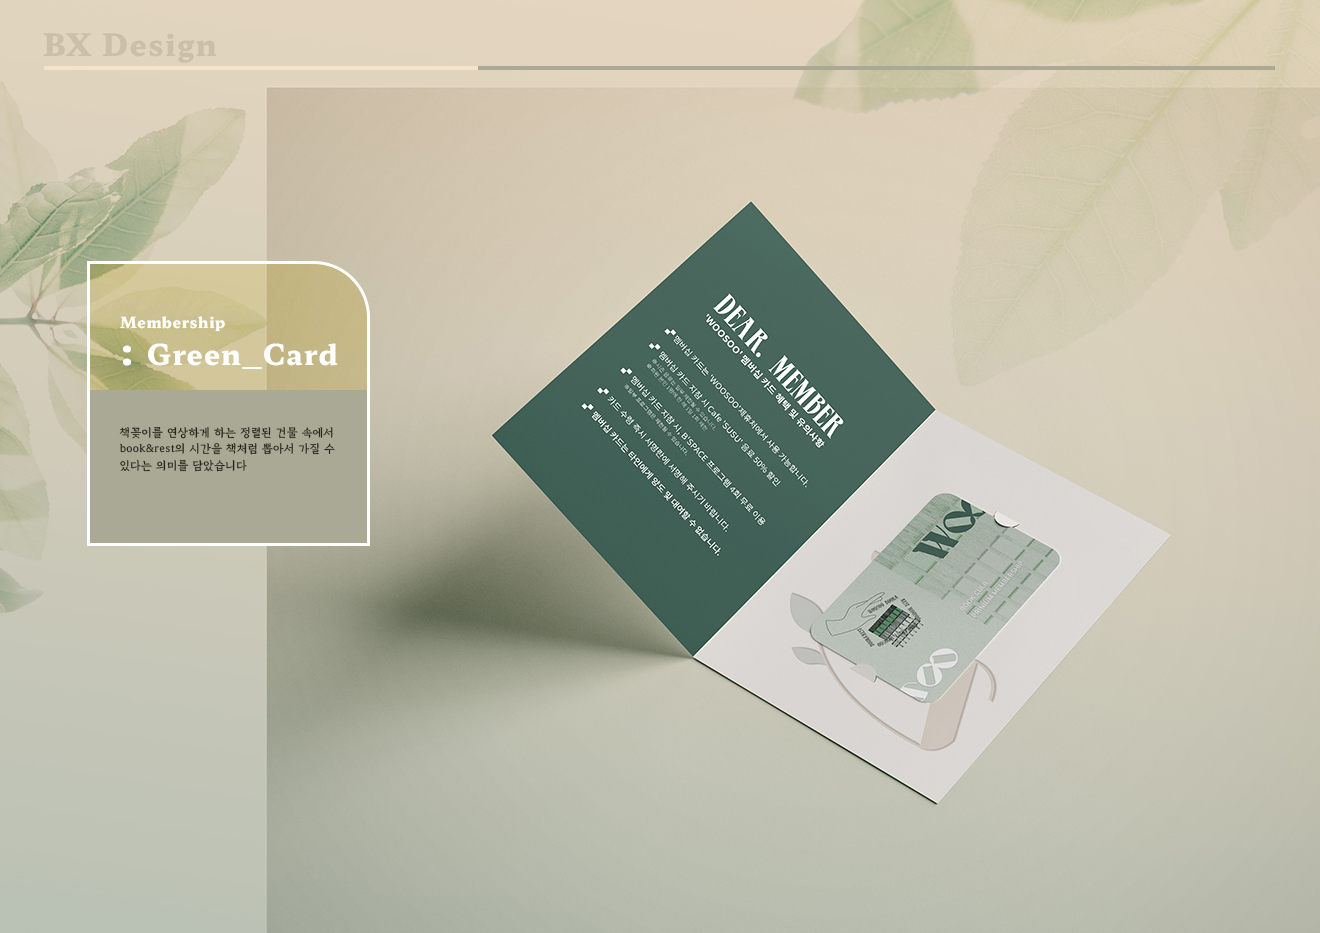 BX Design
Membership
: Green_Card
책꽂이를 연상하게 하는 정렬된 건물 속에서
book&rest의 시간을 책처럼 뽑아서 가질 수
있다는 의미를 담았습니다
DEAR. MEMBER
'WOOSOO' 멤버십 카드 혜택 및 유의사항
멤버십 카드는 'WOOSOO'제휴처에서 사용 가능합니다.
멤버십 카드 지참 시 Cafe 'SUSU' 음료 50% 할인
멤버십 카드 지참 시, B'SPACE 프로그램 4회 무료 이용
카드 수령 즉시 서명란에 서명해 주시기 바랍니다.
멤버십 카드는 타인에게 양도 및 대여할 수 없습니다.